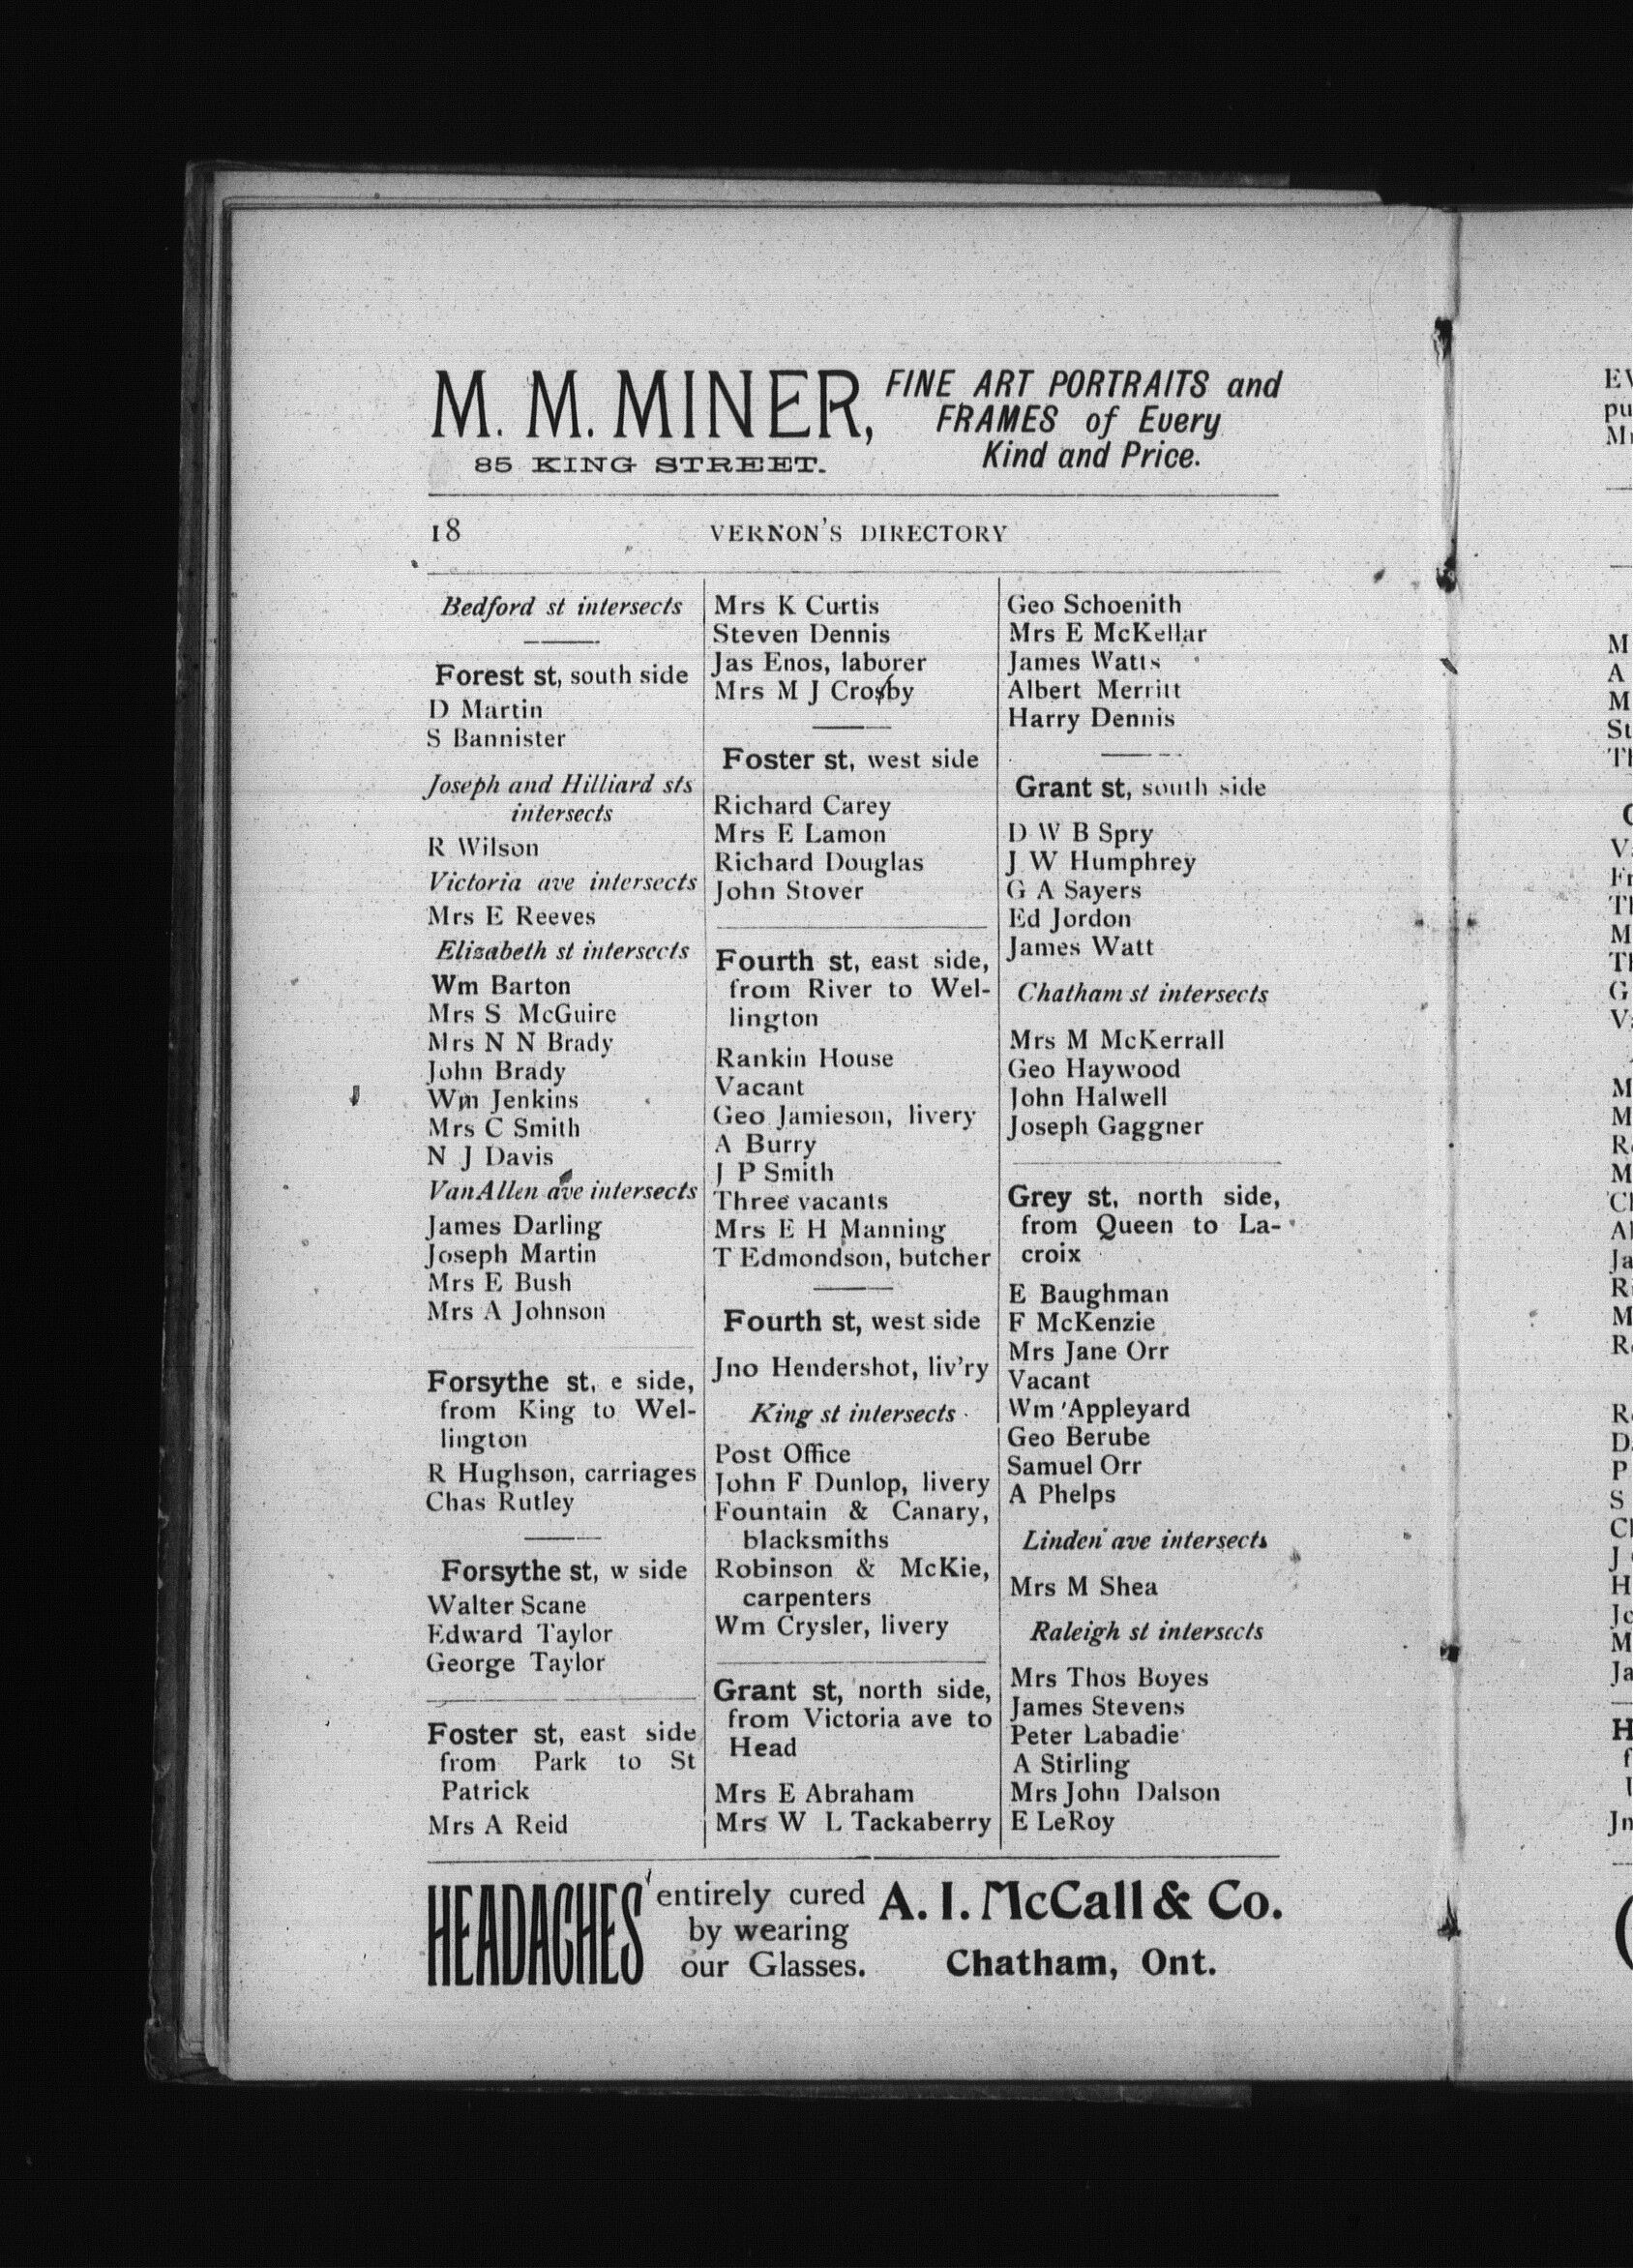 M. M. MINER,
85 KING STREET.
FINE ART PORTRAITS and
FRAMES of Every
Kind and Price.
18
VERNON'S DIRECTORY
Bedford st intersects
Forest st, south side
D Martin
S Bannister
Joseph and Hilliard sts
intersects
R Wilson
Victoria ave intersects
Mrs E Reeves
Elizabeth st intersects
Wm Barton
Mrs S McGuire
Mrs N N Brady
John Brady
Wm Jenkins
Mrs C Smith
N J Davis
VanAllen ave intersects
James Darling
Joseph Martin
Mrs E Bush
Mrs A Johnson
Forsythe st, e side,
from King to Wel-
lington
R Hughson, carriages
Chas Rutley
Forsythe st, w side
Walter Scane
Edward Taylor
George Taylor
Foster st, east side
from Park to St
Patrick
Mrs A Reid
Mrs K Curtis
Steven Dennis
Jas Enos, laborer
Mrs M J Crosby
Foster st, west side
Richard Carey
Mrs E Lamon
Richard Douglas
John Stover
Fourth st, east side,
from River to Wel-
lington
Rankin House
Vacant
Geo Jamieson, livery
A Burry
J P Smith
Three vacants
Mrs E H Manning
T Edmondson, butcher
Fourth st, west side
Jno Hendershot, liv'ry
King st intersects
Post Office
John F Dunlop, livery
Fountain & Canary,
blacksmiths
Robinson & McKie,
carpenters
Wm Crysler, livery
Grant st, north side,
from Victoria ave to
Head
Mrs E Abraham
Mrs W L Tackaberry
Geo Schoenith
Mrs E McKellar
James Watts
Albert Merritt
Harry Dennis
Grant st, south side
D W B Spry
J W Humphrey
G A Sayers
Ed Jordon
James Watt
Chatham st intersects
Mrs M McKerrall
Geo Haywood
John Halwell
Joseph Gaggner
Grey st, north side,
from Queen to La-
croix
E Baughman
F McKenzie
Mrs Jane Orr
Vacant
Wm Appleyard
Geo Berube
Samuel Orr
A Phelps
Linden ave intersects
Mrs M Shea
Raleigh st intersects
Mrs Thos Boyes
James Stevens
Peter Labadie
A Stirling
Mrs John Dalson
E LeRoy
HEADACHES
entirely cured
by wearing
our Glasses.
A. I. McCall & Co.
Chatham, Ont.